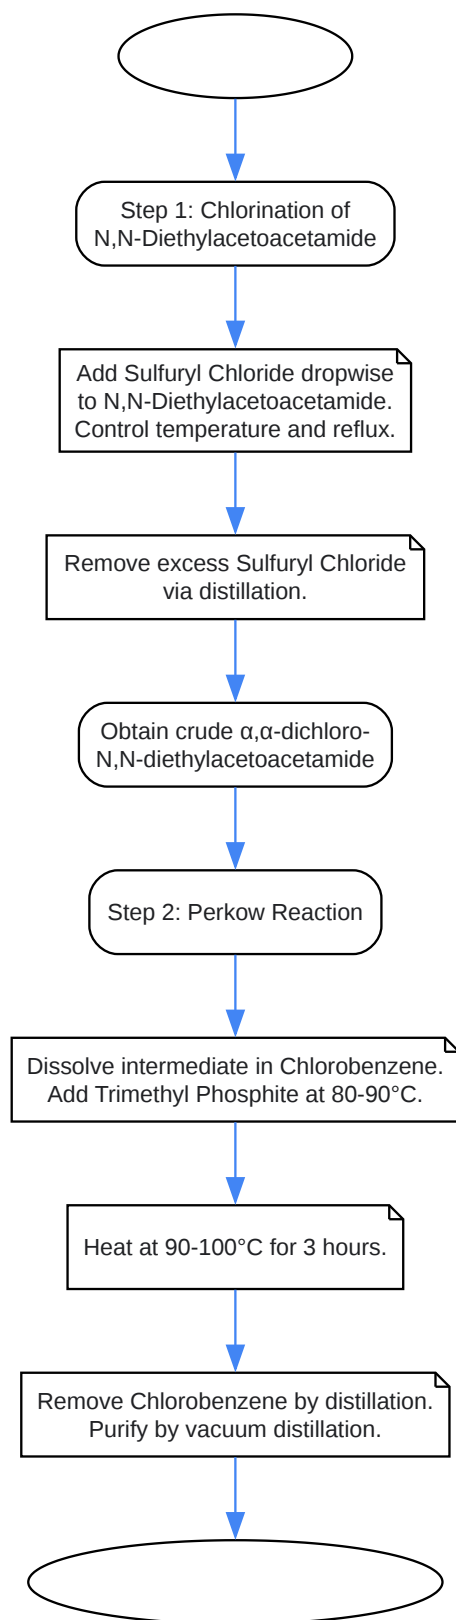 Step 1: Chlorination of
N,N-Diethylacetoacetamide
Add Sulfuryl Chloride dropwise
to N,N-Diethylacetoacetamide.
Control temperature and reflux.
Remove excess Sulfuryl Chloride
via distillation.
Obtain crude α,α-dichloro-
N,N-diethylacetoacetamide
Step 2: Perkow Reaction
Dissolve intermediate in Chlorobenzene.
Add Trimethyl Phosphite at 80-90°C.
Heat at 90-100°C for 3 hours.
Remove Chlorobenzene by distillation.
Purify by vacuum distillation.